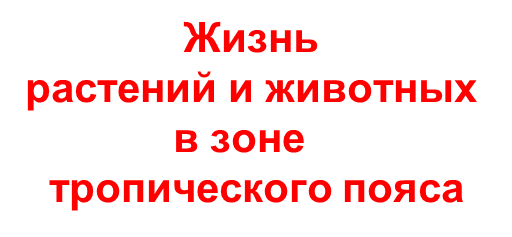 Жизнь
растений и животных
в зоне
тропического пояса